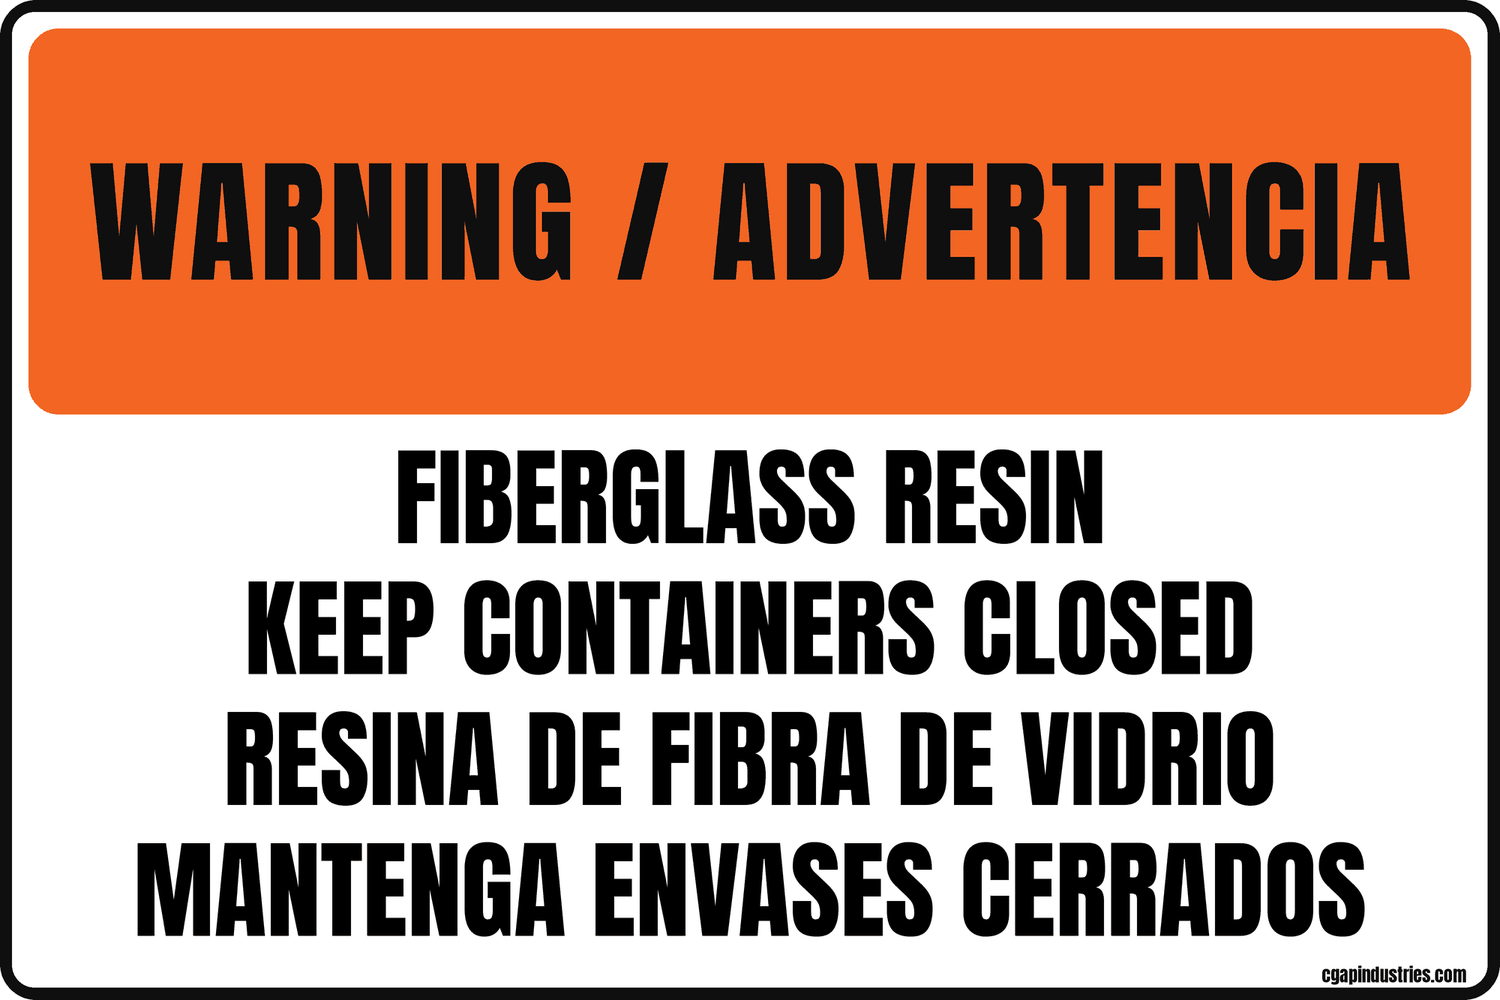 WARNING / ADVERTENCIA
FIBERGLASS RESIN
KEEP CONTAINERS CLOSED
RESINA DE FIBRA DE VIDRIO
MANTENGA ENVASES CERRADOS
cgapindustries.com